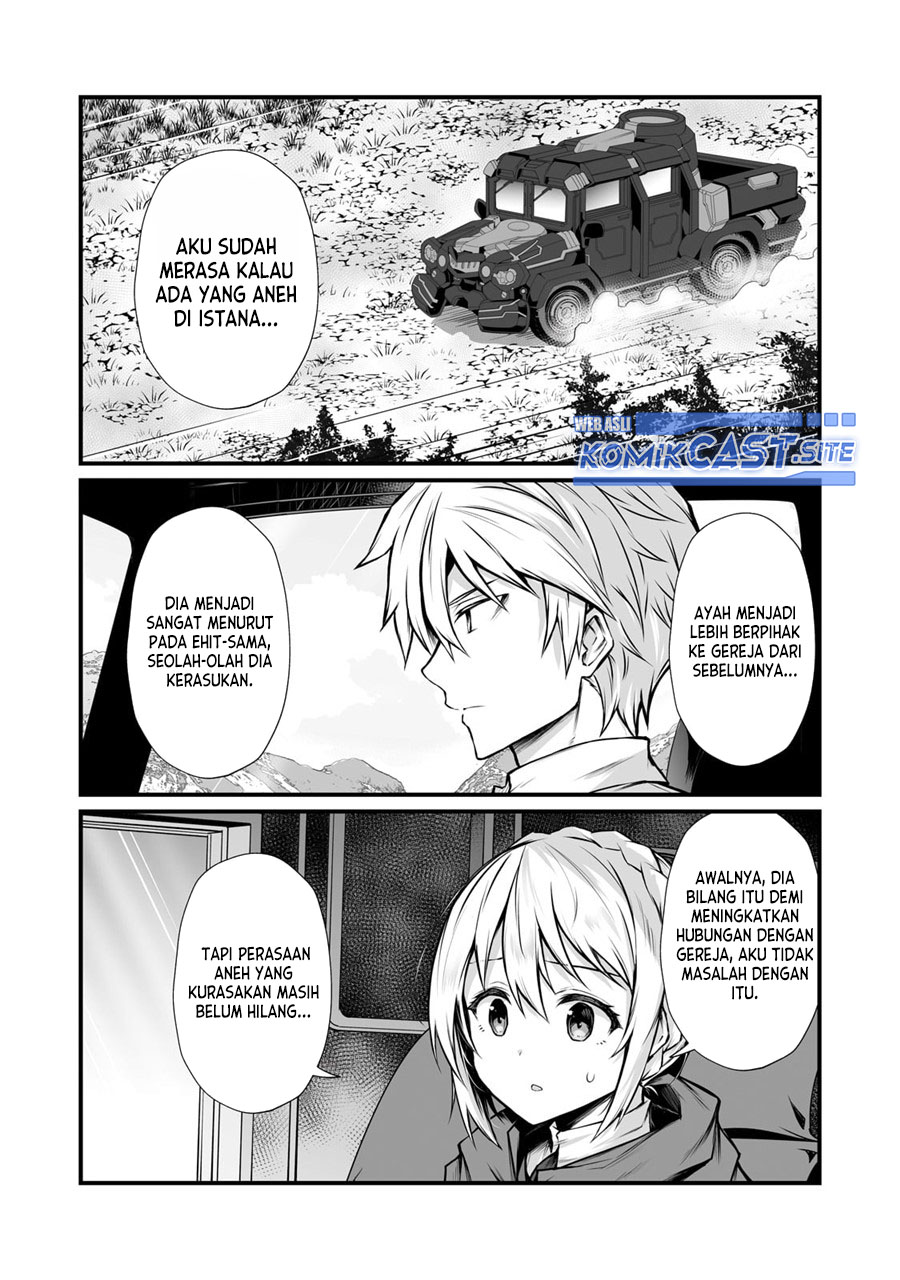 AKU SUDAH
MERASA KALAU
ADA YANG ANEH
DI ISTANA...
WEB ASLI
KOMIKCAST.SITE
AYAH MENJADI
LEBIH BERPIHAK
KE GEREJA DARI
SEBELUMNYA...
DIA MENJADI
SANGAT MENURUT
PADA EHIT-SAMA,
SEOLAH-OLAH DIA
KERASUKAN.
AWALNYA, DIA
BILANG ITU DEMI
MENINGKATKAN
HUBUNGAN DENGAN
GEREJA, AKU TIDAK
MASALAH DENGAN
ITU.
TAPI PERASAAN
ANEH YANG
KURASAKAN MASIH
BELUM HILANG...